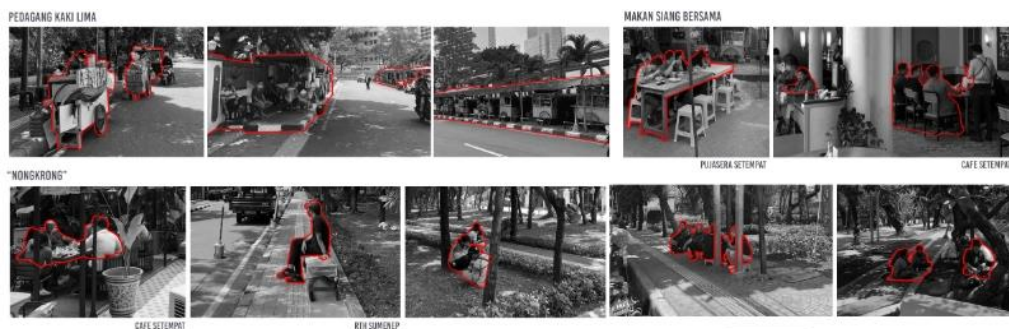 PEDAGANG KAKI LIMA
MAKAN SIANG BERSAMA
PUJASERA SETEMPAT
CAFE SETEMPAT
"NONGKRONG"
CAFE SETEMPAT
RTH SUMENEP